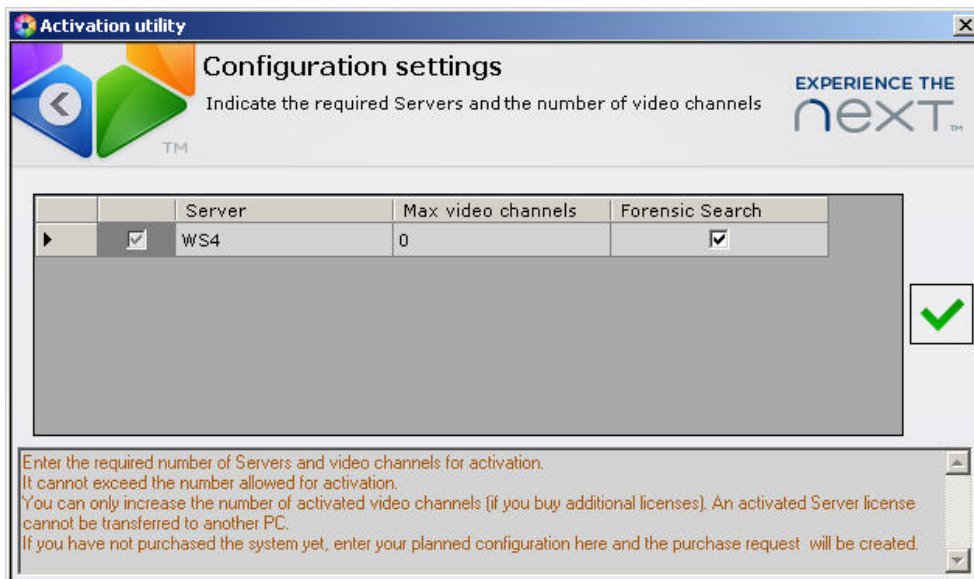 Activation utility
Configuration settings
Indicate the required Servers and the number of video channels
EXPERIENCE THE
next™
TM
Server Max video channels Forensic Search
WS4 0
Enter the required number of Servers and video channels for activation.
It cannot exceed the number allowed for activation.
You can only increase the number of activated video channels (if you buy additional licenses). An activated Server license
cannot be transferred to another PC.
If you have not purchased the system yet, enter your planned configuration here and the purchase request will be created.